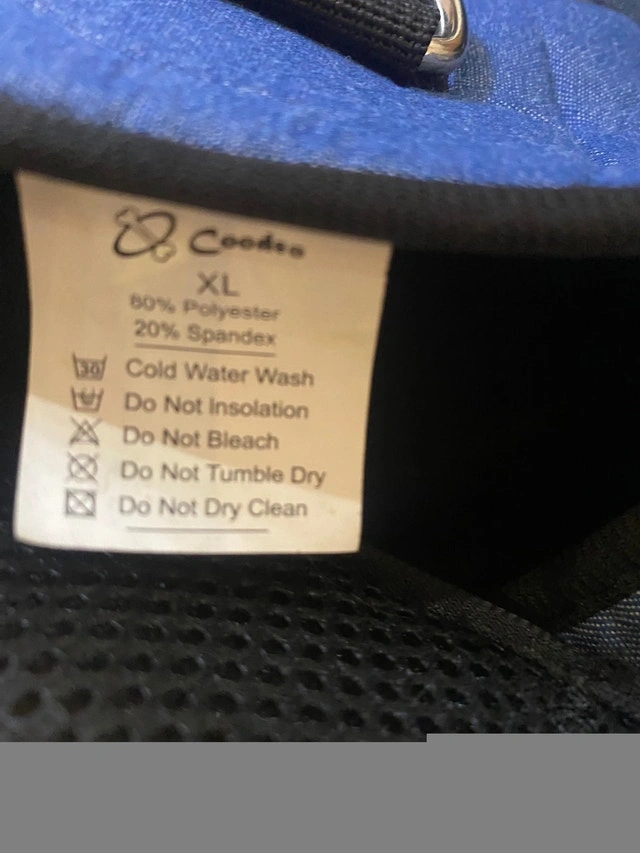 Coodeo
XL
80% Polyester
20% Spandex
30 Cold Water Wash
Do Not Insolation
Do Not Bleach
Do Not Tumble Dry
Do Not Dry Clean